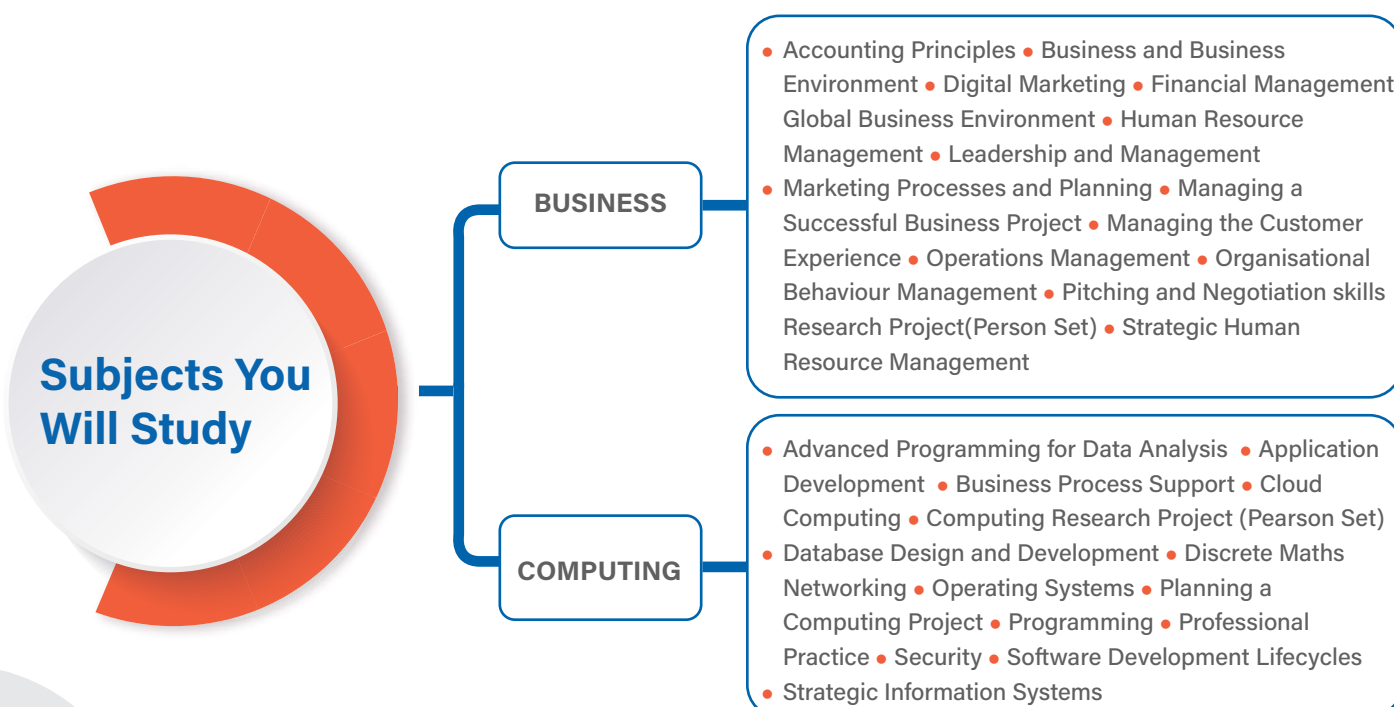 Subjects You
Will Study
BUSINESS
• Accounting Principles • Business and Business
Environment • Digital Marketing • Financial Management
Global Business Environment • Human Resource
Management • Leadership and Management
• Marketing Processes and Planning • Managing a
Successful Business Project • Managing the Customer
Experience • Operations Management • Organisational
Behaviour Management • Pitching and Negotiation skills
Research Project(Person Set) • Strategic Human
Resource Management
COMPUTING
• Advanced Programming for Data Analysis • Application
Development • Business Process Support • Cloud
Computing • Computing Research Project (Pearson Set)
• Database Design and Development • Discrete Maths
Networking • Operating Systems • Planning a
Computing Project • Programming • Professional
Practice • Security • Software Development Lifecycles
• Strategic Information Systems